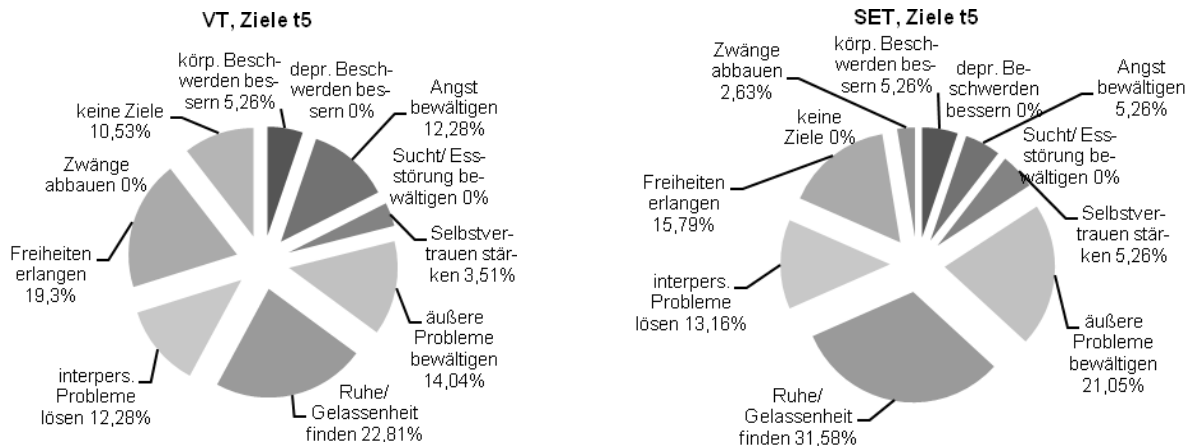 VT, Ziele t5
körp. Besch-
werden bes-
sern 5,26%
depr. Besch-
werden bes-
sern 0%
Angst
bewältigen
12,28%
Sucht/ Ess-
störung be-
wältigen
0%
Selbstver-
trauen stär-
ken 3,51%
äußere
Probleme
bewältigen
14,04%
Ruhe/
Gelassenheit
finden 22,81%
interpers.
Probleme
lösen 12,28%
Freiheiten
erlangen
19,3%
Zwänge
abbauen 0%
keine Ziele
10,53%
SET, Ziele t5
körp. Besch-
werden bes-
sern 5,26%
depr. Be-
schwerden
bessern 0%
Angst
bewältigen
5,26%
Sucht/ Ess-
störung be-
wältigen 0%
Selbstver-
trauen stär-
ken 5,26%
äußere
Probleme
bewältigen
21,05%
Ruhe/
Gelassenheit
finden 31,58%
interpers.
Probleme
lösen 13,16%
Freiheiten
erlangen
15,79%
keine
Ziele 0%
Zwänge
abbauen
2,63%